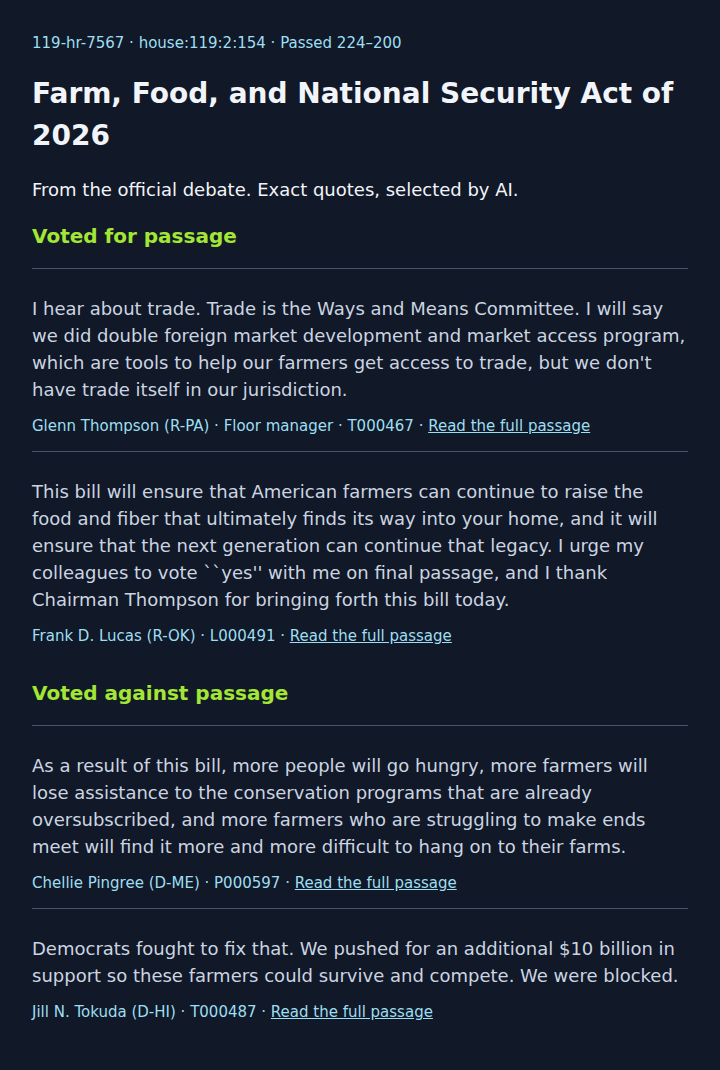 119-hr-7567 · house:119:2:154 · Passed 224–200
Farm, Food, and National Security Act of
2026
From the official debate. Exact quotes, selected by AI.
Voted for passage
I hear about trade. Trade is the Ways and Means Committee. I will say
we did double foreign market development and market access program,
which are tools to help our farmers get access to trade, but we don't
have trade itself in our jurisdiction.
Glenn Thompson (R-PA) · Floor manager · T000467 · Read the full passage
This bill will ensure that American farmers can continue to raise the
food and fiber that ultimately finds its way into your home, and it will
ensure that the next generation can continue that legacy. I urge my
colleagues to vote ``yes'' with me on final passage, and I thank
Chairman Thompson for bringing forth this bill today.
Frank D. Lucas (R-OK) · L000491 · Read the full passage
Voted against passage
As a result of this bill, more people will go hungry, more farmers will
lose assistance to the conservation programs that are already
oversubscribed, and more farmers who are struggling to make ends
meet will find it more and more difficult to hang on to their farms.
Chellie Pingree (D-ME) · P000597 · Read the full passage
Democrats fought to fix that. We pushed for an additional $10 billion in
support so these farmers could survive and compete. We were blocked.
Jill N. Tokuda (D-HI) · T000487 · Read the full passage